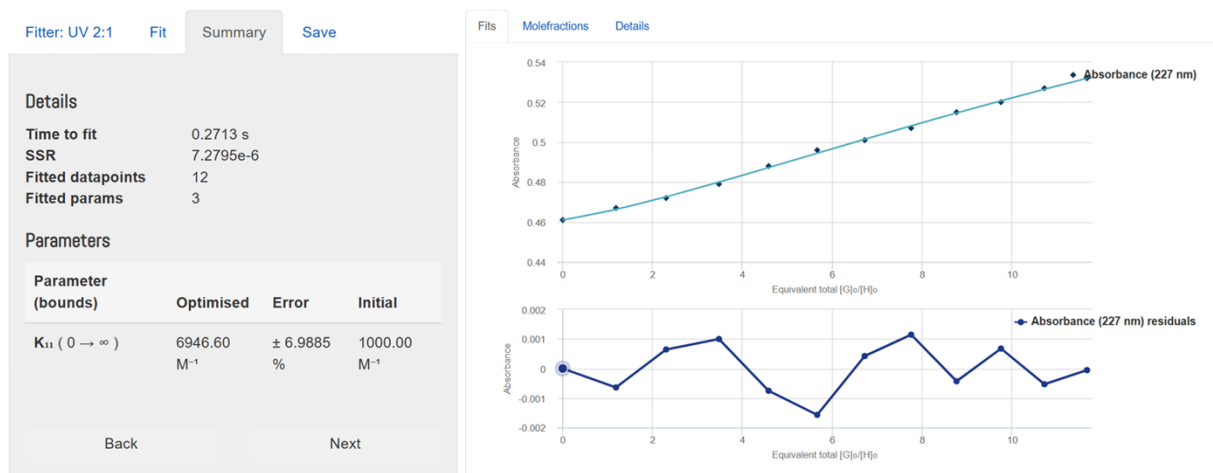 Fitter: UV 2:1 Fit Summary Save
Details
Time to fit 0.2713 s
SSR 7.2795e-6
Fitted datapoints 12
Fitted params 3
Parameters
Parameter
(bounds) Optimised Error Initial
K₁₁ ( 0 → ∞ ) 6946.60 ± 6.9885 1000.00
M⁻¹ % M⁻¹
Back Next
Fits Molefractions Details
0.54
Absorbance (227 nm)
0.52
0.5
0.48
0.46
0.44
Absorbance
0 2 4 6 8 10
Equivalent total [G]₀/[H]₀
0.002
Absorbance (227 nm) residuals
0.001
0
-0.001
-0.002
Absorbance
0 2 4 6 8 10
Equivalent total [G]₀/[H]₀